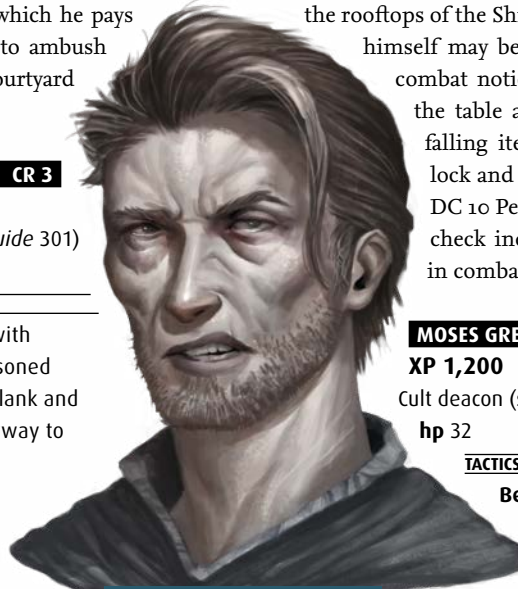 which he pays
to ambush
ourtyard
CR 3
uide 301)
with
soned
lank and
way to
the rooftops of the Sh
himself may be
combat notic
the table a
falling ite
lock and
DC 10 Pe
check inc
in comba
MOSES GRE
XP 1,200
Cult deacon (s
hp 32
TACTICS
Be